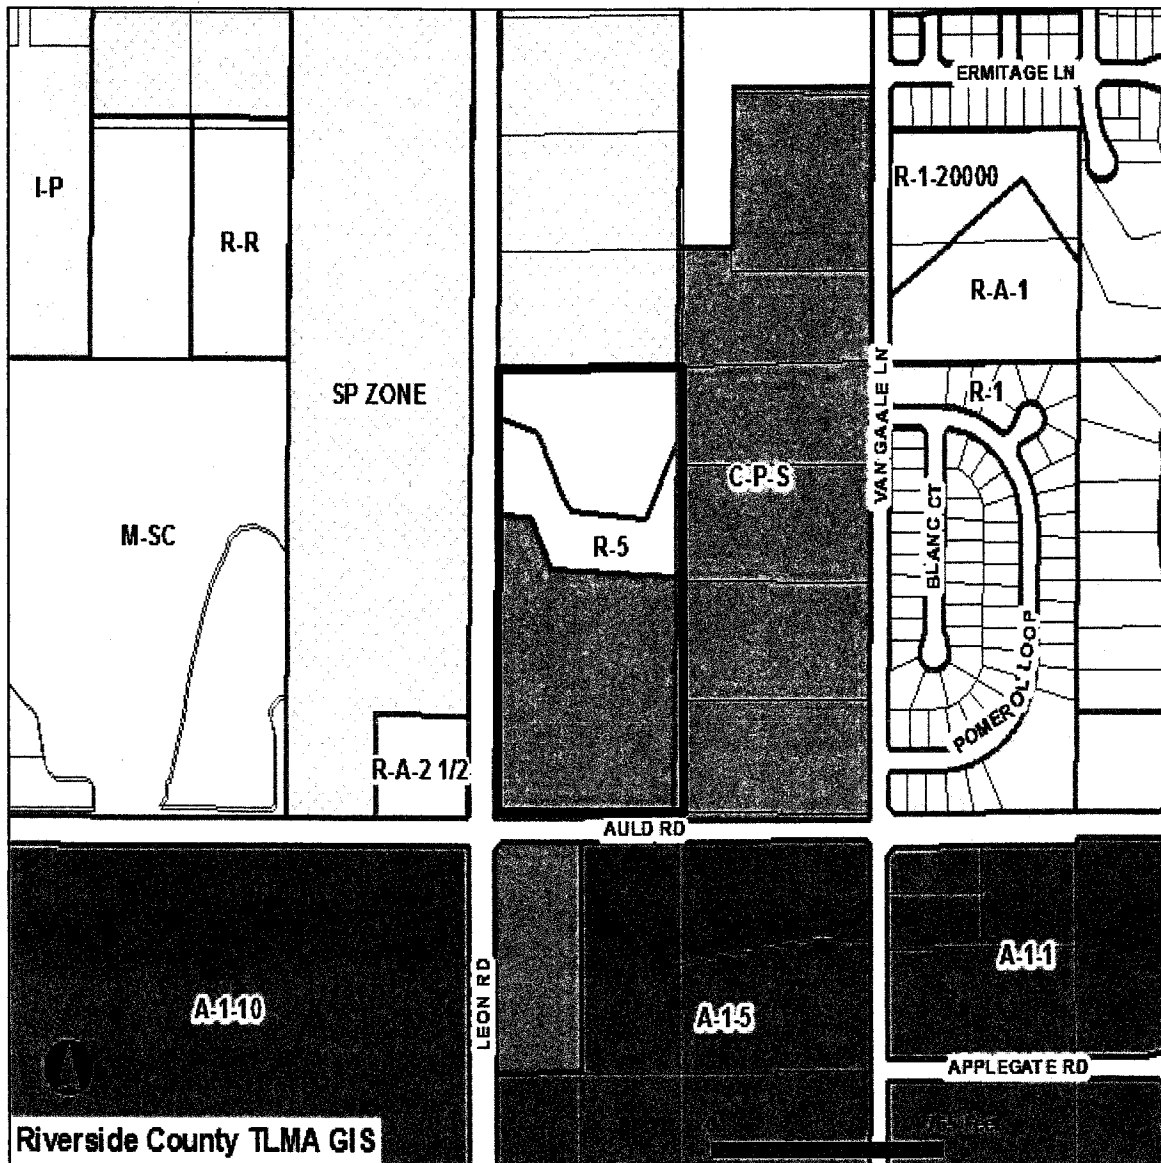 ERMITAGE LN
I-P
R-1-20000
R-R
R-A-1
VAN GAALE LN
R-1
SP ZONE
C-P-S
BLANC CT
M-SC
R-5
POMEROL LOOP
R-A-2 1/2
AULD RD
LEON RD
A-1-1
A-1-10
A-1-5
APPLEGATE RD
Riverside County TLMA GIS